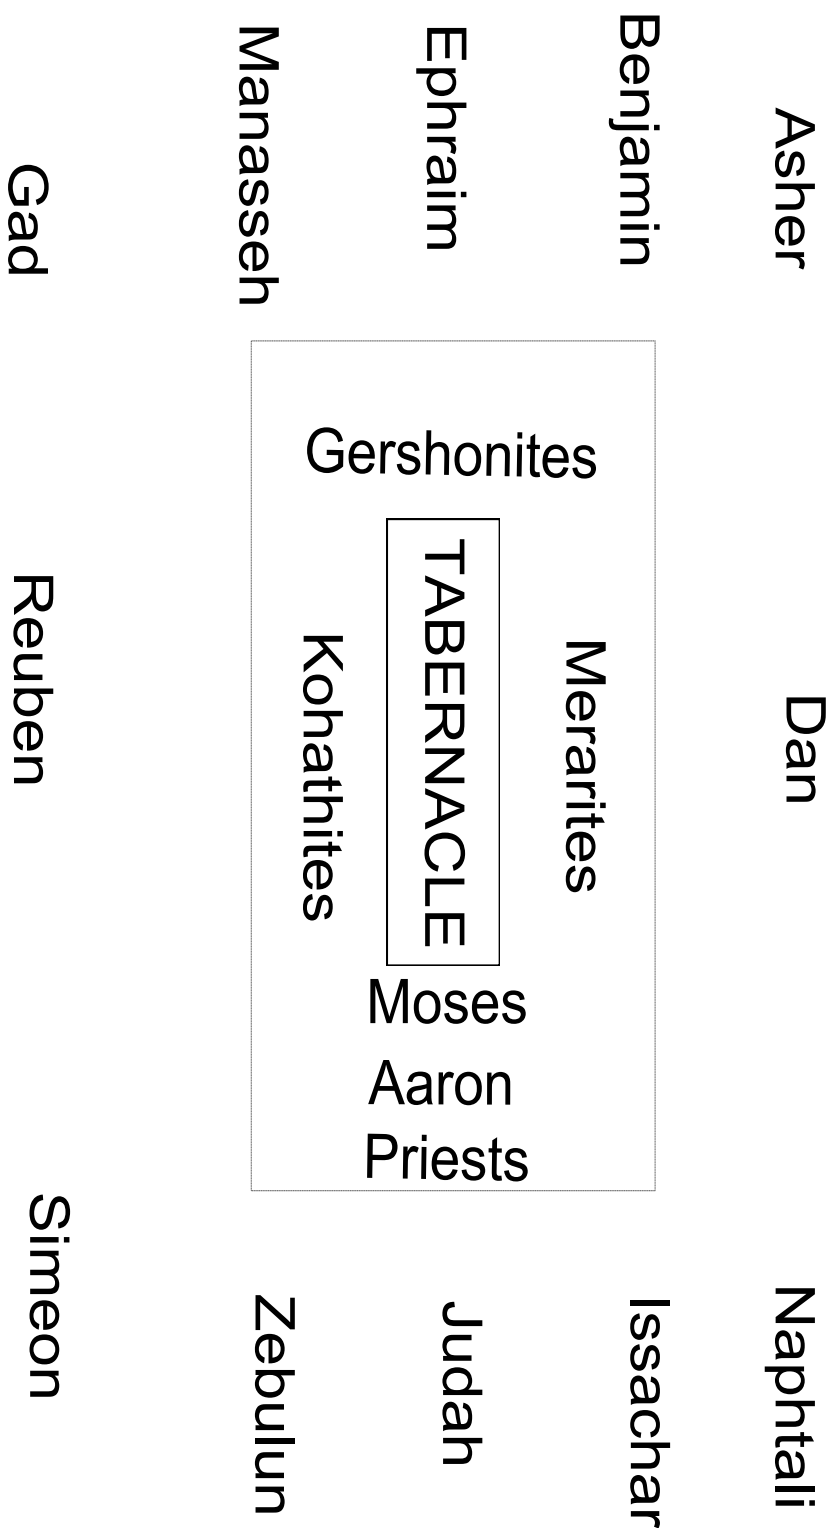 Manasseh
Ephraim
Benjamin
Asher
Gad
Gershonites
TABERNACLE
Reuben
Kohathites
Merarites
Dan
Moses
Aaron
Priests
Simeon
Zebulun
Judah
Issachar
Naphtali